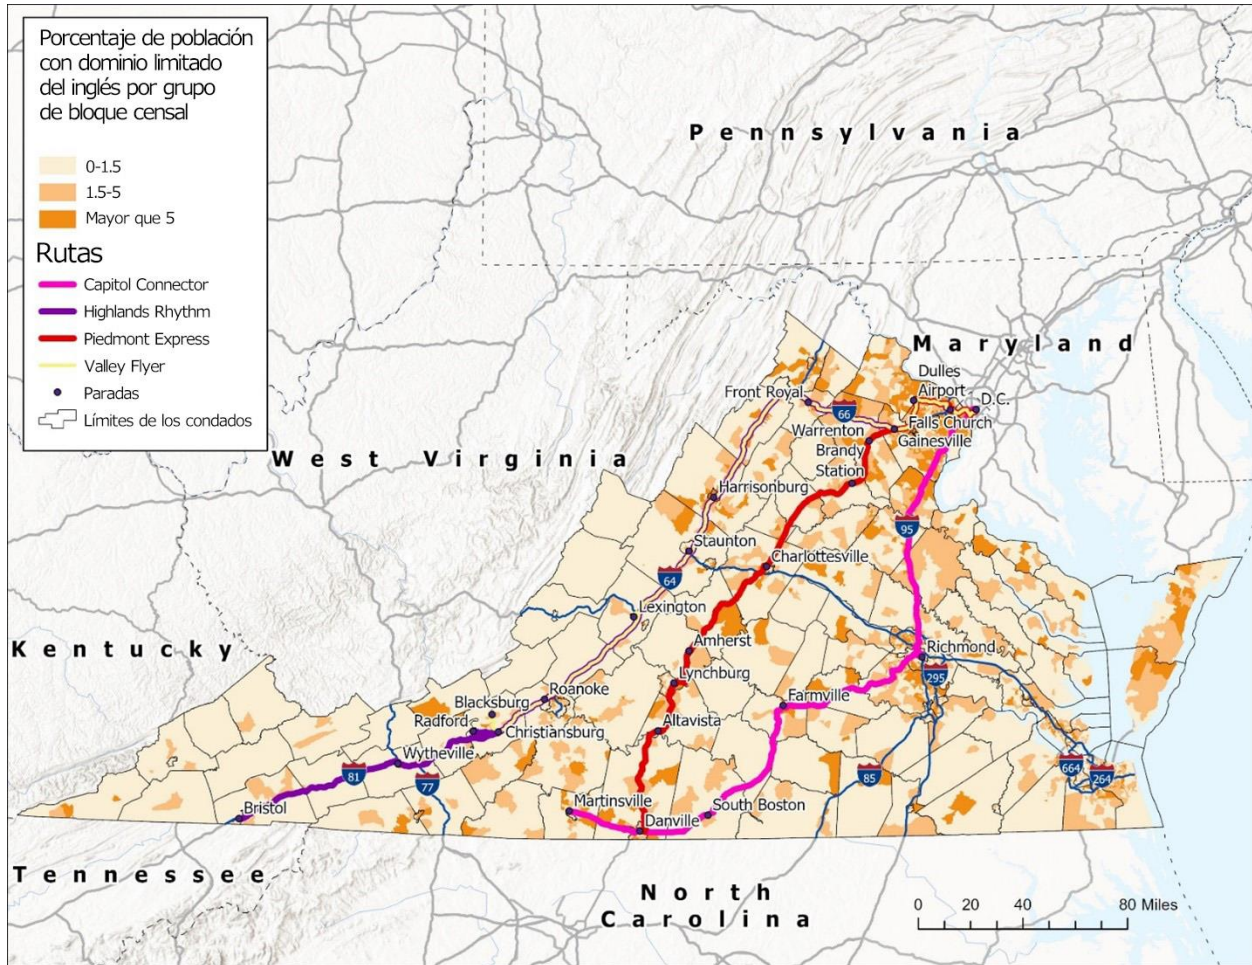 Porcentaje de población
con dominio limitado
del inglés por grupo
de bloque censal
0-1.5
1.5-5
Mayor que 5
Rutas
Capitol Connector
Highlands Rhythm
Piedmont Express
Valley Flyer
Paradas
Límites de los condados
Pennsylvania
Maryland
West Virginia
Kentucky
Tennessee
North
Carolina
Dulles
Airport
D.C.
Front Royal
66
Falls Church
Warrenton
Gainesville
Brandy
Station
Harrisonburg
95
Staunton
Charlottesville
64
Lexington
Amherst
Richmond
295
Lynchburg
Roanoke
Blacksburg
Farmville
Radford
Christiansburg
Altavista
Wytheville
81
77
85
664
264
Bristol
Martinsville
South Boston
Danville
0 20 40 80 Miles